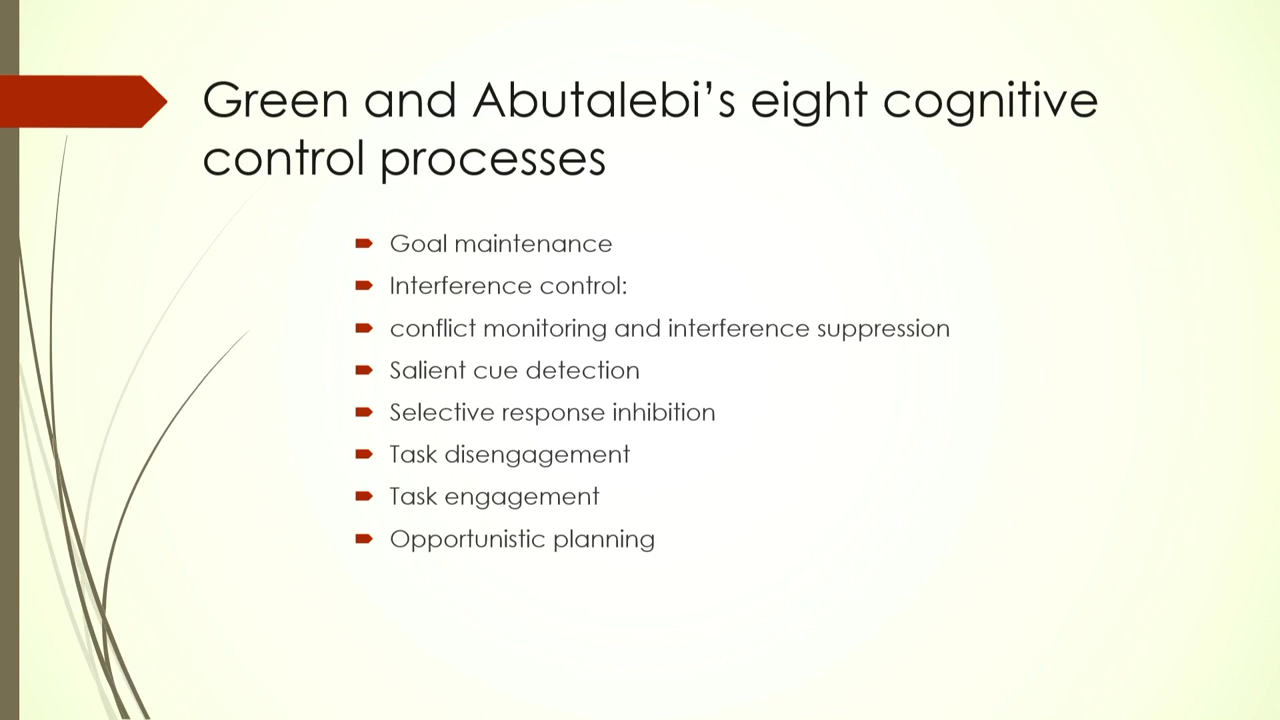 Green and Abutalebi’s eight cognitive
control processes
Goal maintenance
Interference control:
conflict monitoring and interference suppression
Salient cue detection
Selective response inhibition
Task disengagement
Task engagement
Opportunistic planning